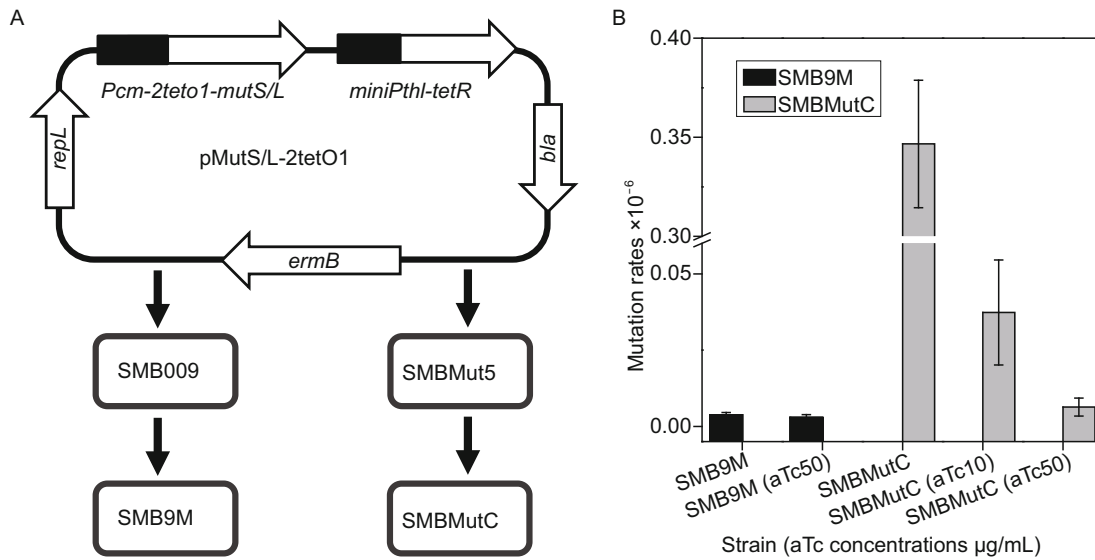 A
Pcm-2teto1-mutS/L
miniPthl-tetR
repL
pMutS/L-2tetO1
bla
ermB
SMB009
SMBMut5
SMB9M
SMBMutC
B
0.40
0.35
0.30
0.05
0.00
Mutation rates ×10⁻⁶
SMB9M
SMBMutC
SMB9M
SMB9M (aTc50)
SMBMutC
SMBMutC (aTc10)
SMBMutC (aTc50)
Strain (aTc concentrations μg/mL)